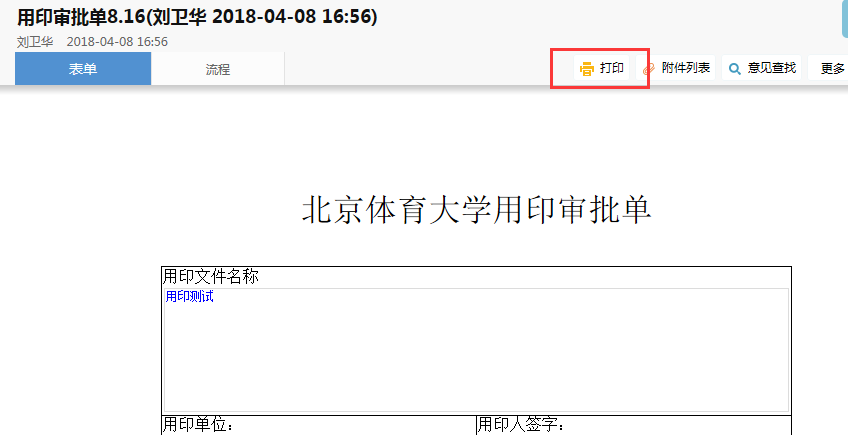 用印审批单8.16(刘卫华 2018-04-08 16:56)
刘卫华 2018-04-08 16:56
表单 流程 打印 附件列表 意见查找 更多
北京体育大学用印审批单
用印文件名称
用印测试
用印单位： 用印人签字：